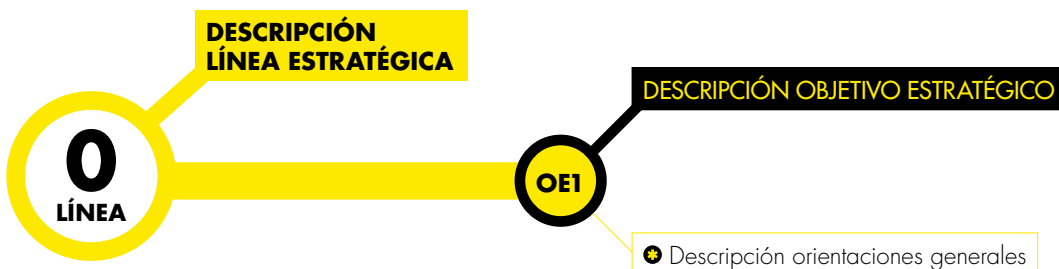 DESCRIPCIÓN
LÍNEA ESTRATÉGICA
DESCRIPCIÓN OBJETIVO ESTRATÉGICO
0
LÍNEA
OE1
Descripción orientaciones generales